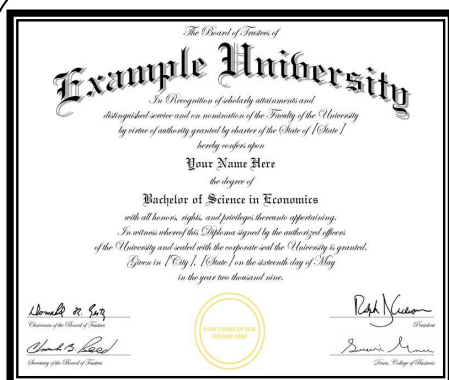 The Board of Trustees of
Example University
In Recognition of scholarly attainments and
distinguished service and on nomination of the Faculty of the University
by virtue of authority granted by charter of the State of [State]
hereby confers upon
Your Name Here
the degree of
Bachelor of Science in Economics
with all honors, rights, and privileges thereunto appertaining.
In witness whereof this Diploma signed by the authorized officers
of the University and sealed with the corporate seal the University is granted.
Given in [City], [State] on the sixteenth day of May
in the year two thousand nine.
Chairman of the Board of Trustees
Secretary of the Board of Trustees
YOUR CHOICE OF SEAL
DESIGNS HERE
President
Dean, College of Business